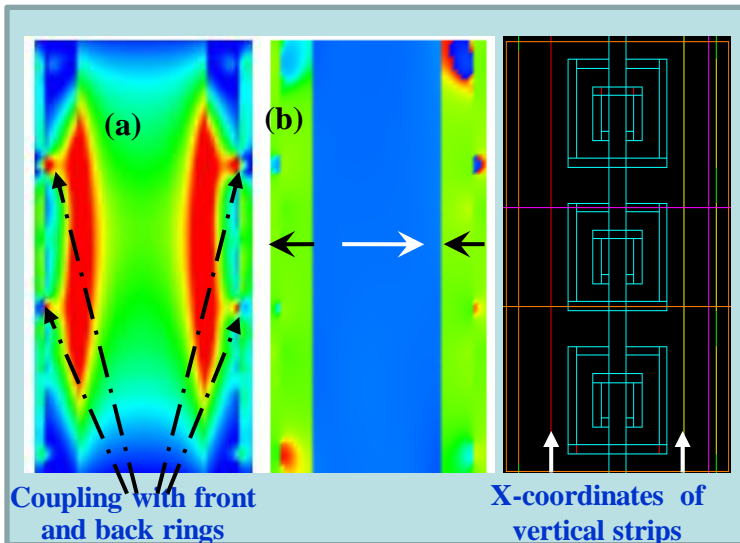 (a)
(b)
Coupling with front
and back rings
X-coordinates of
vertical strips